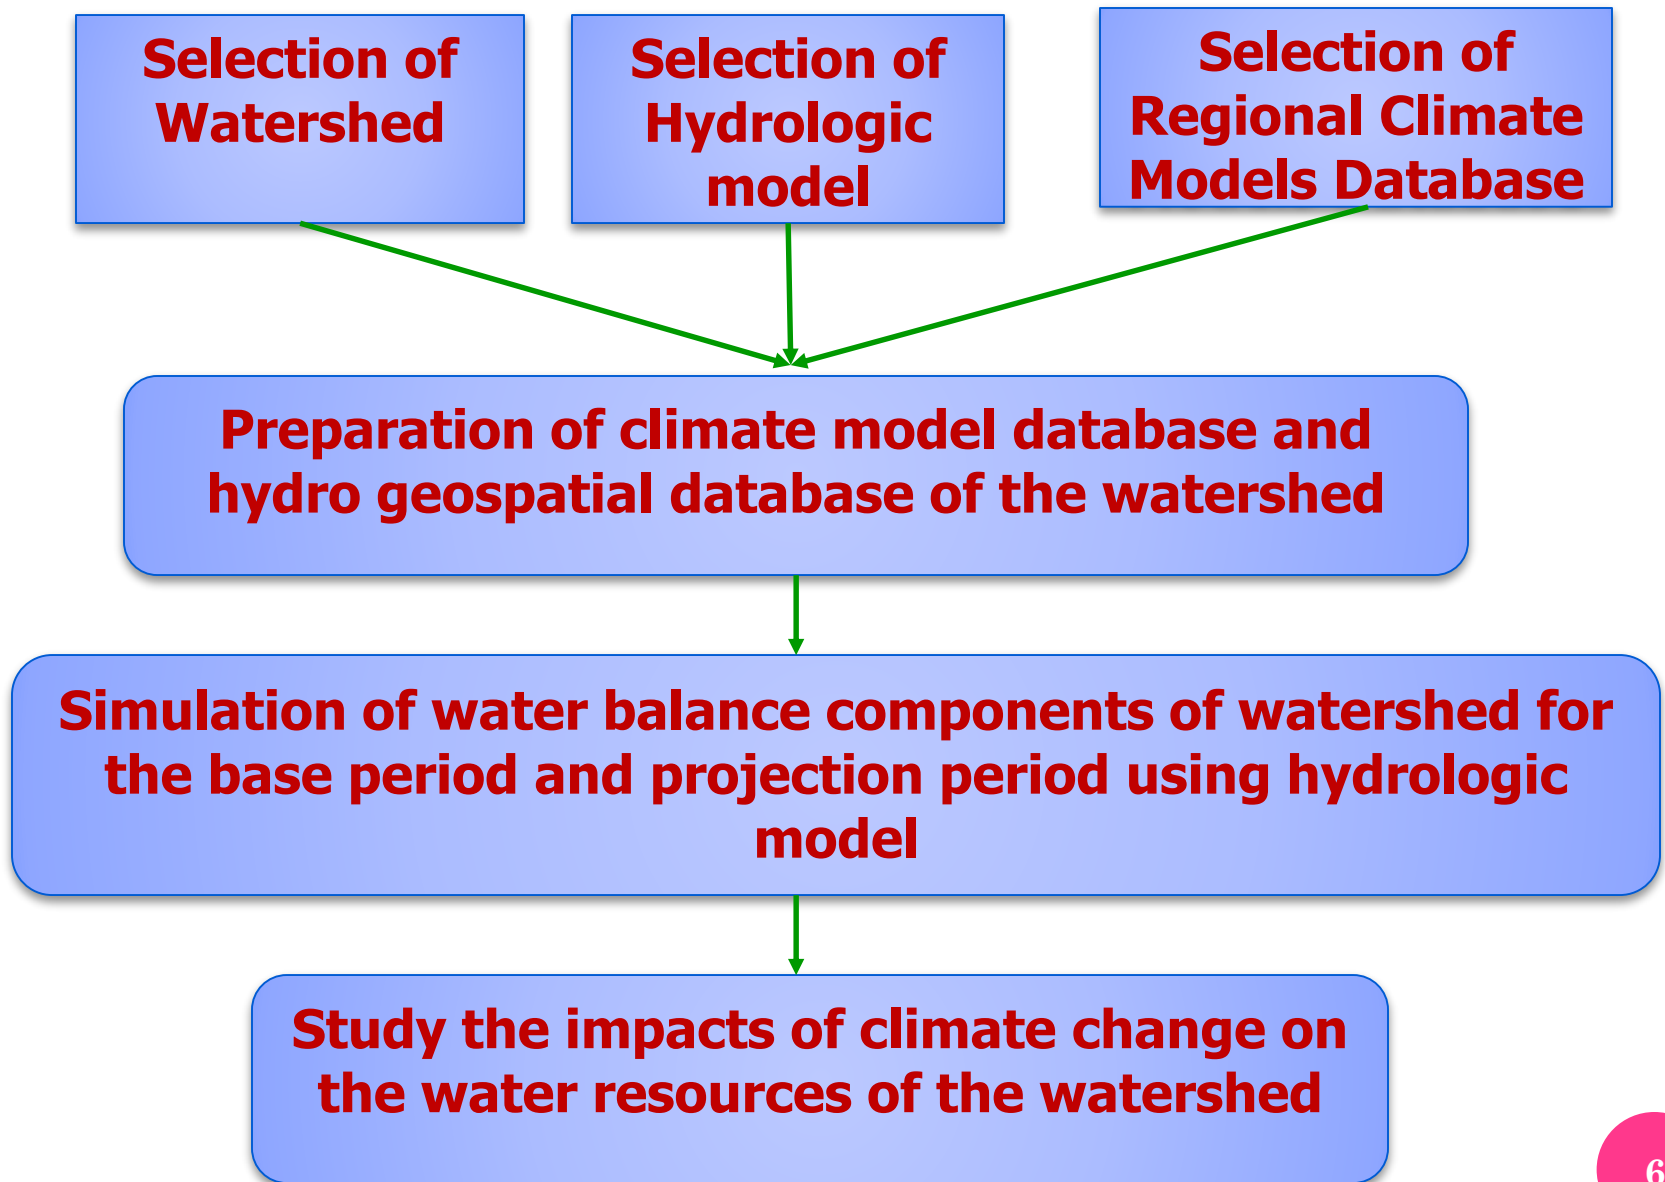 Selection of
Watershed
Selection of
Hydrologic
model
Selection of
Regional Climate
Models Database
Preparation of climate model database and
hydro geospatial database of the watershed
Simulation of water balance components of watershed for
the base period and projection period using hydrologic
model
Study the impacts of climate change on
the water resources of the watershed
6